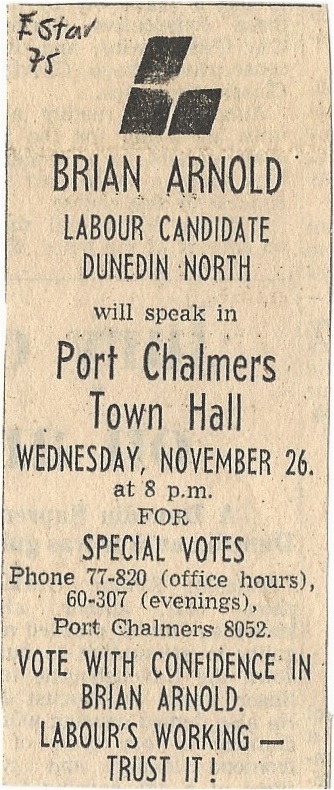 E Star
75
BRIAN ARNOLD
LABOUR CANDIDATE
DUNEDIN NORTH
will speak in
Port Chalmers
Town Hall
WEDNESDAY, NOVEMBER 26.
at 8 p.m.
FOR
SPECIAL VOTES
Phone 77-820 (office hours),
60-307 (evenings),
Port Chalmers 8052.
VOTE WITH CONFIDENCE IN
BRIAN ARNOLD.
LABOUR'S WORKING —
TRUST IT!